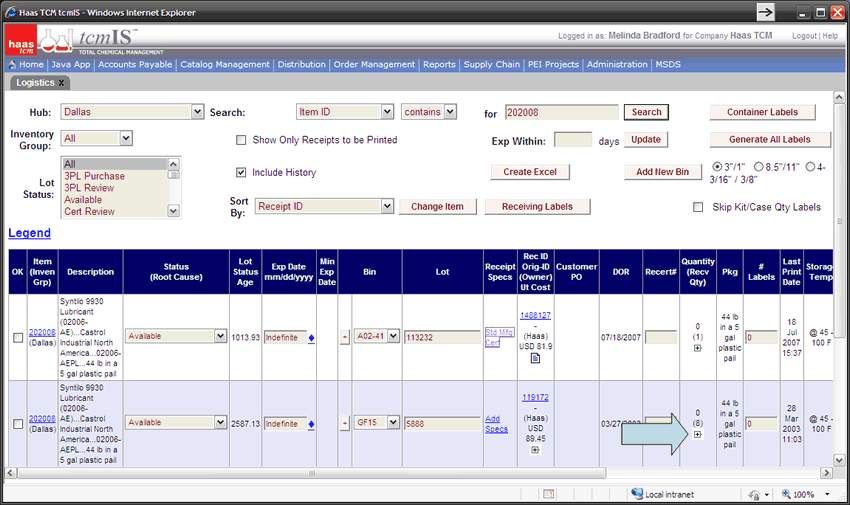 Haas TCM tcmIS - Windows Internet Explorer
haas tcm
tcmIS™
TOTAL CHEMICAL MANAGEMENT
Logged in as: Melinda Bradford for Company Haas TCM
Logout | Help
Home | Java App | Accounts Payable | Catalog Management | Distribution | Order Management | Reports | Supply Chain | PEI Projects | Administration | MSDS
Logistics X
Hub: Dallas Search: Item ID contains for 202008 Search Container Labels
Inventory Group: All Show Only Receipts to be Printed Exp Within: days Update Generate All Labels
Lot Status: All
3PL Purchase
3PL Review
Available
Cert Review
Include History Create Excel Add New Bin 3"/1" 8.5"/11" 4-3/16" / 3/8"
Sort By: Receipt ID Change Item Receiving Labels Skip Kit/Case Qty Labels
Legend
OK
Item (Inven Grp)
Description
Status (Root Cause)
Lot Status Age
Exp Date mm/dd/yyyy
Min Exp Date
Bin
Lot
Receipt Specs
Rec ID Orig-ID (Owner) Ut Cost
Customer PO
DOR
Recert#
Quantity (Recv Qty)
Pkg
# Labels
Last Print Date
Storage Temp
202008 (Dallas)
Syntilo 9930 Lubricant (02006-AE)...Castrol Industrial North America...02006-AEPL...44 lb in a 5 gal plastic pail
Available
1013.93
Indefinite
+
A02-41
113232
Std Mfg Cert
1488127 - (Haas) USD 81.9
07/18/2007
0 (1)
44 lb in a 5 gal plastic pail
0
18 Jul 2007 15:37
@ 45 - 100 F
202008 (Dallas)
Syntilo 9930 Lubricant (02006-AE)...Castrol Industrial North America...02006-AEPL...44 lb in a 5 gal plastic pail
Available
2587.13
Indefinite
+
GF15
5888
Add Specs
119172 - (Haas) USD 89.45
0 (8)
44 lb in a 5 gal plastic pail
0
28 Mar 2003 11:03
@ 45 - 100 F
Local intranet
100%